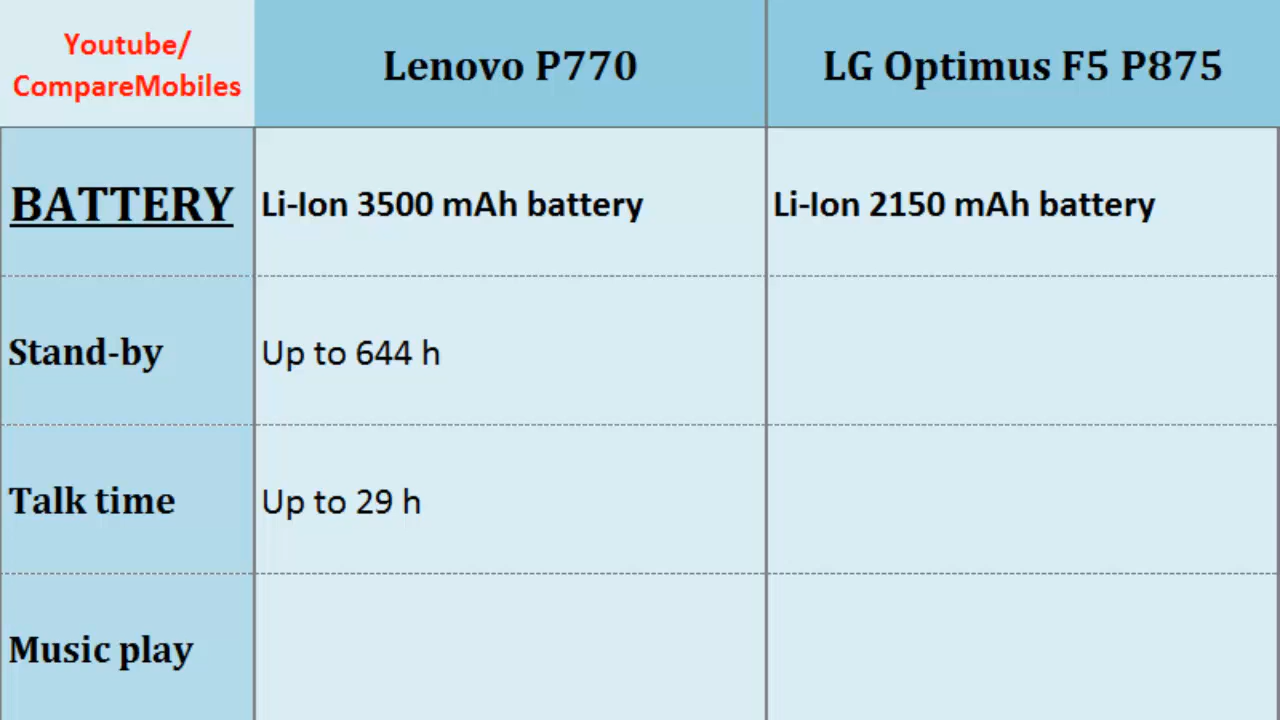 Youtube/
CompareMobiles
Lenovo P770
LG Optimus F5 P875
BATTERY
Li-Ion 3500 mAh battery
Li-Ion 2150 mAh battery
Stand-by
Up to 644 h
Talk time
Up to 29 h
Music play